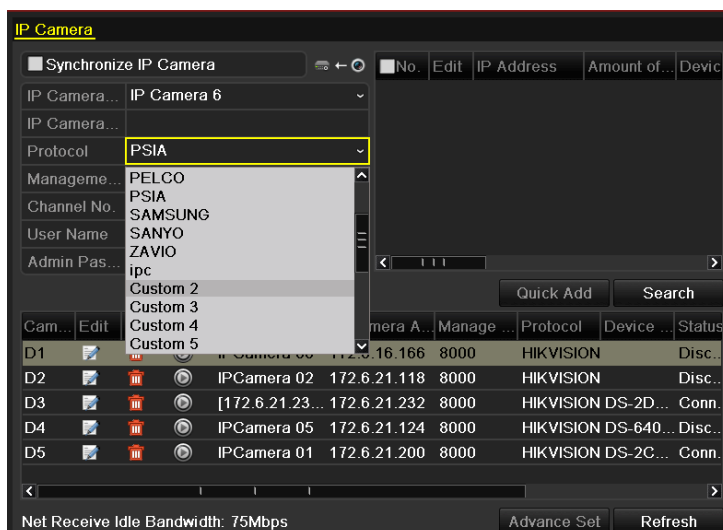 IP Camera
Synchronize IP Camera
No. Edit IP Address Amount of... Devic
IP Camera... IP Camera 6
IP Camera...
Protocol PSIA
Manageme...
Channel No.
User Name
Admin Pas...
PELCO
PSIA
SAMSUNG
SANYO
ZAVIO
ipc
Custom 2
Custom 3
Custom 4
Custom 5
Quick Add Search
Cam... Edit mera A... Manage ... Protocol Device ... Status
D1 172.6.16.166 8000 HIKVISION Disc...
D2 IPCamera 02 172.6.21.118 8000 HIKVISION Disc...
D3 [172.6.21.23... 172.6.21.232 8000 HIKVISION DS-2D... Conn.
D4 IPCamera 05 172.6.21.124 8000 HIKVISION DS-640... Disc...
D5 IPCamera 01 172.6.21.200 8000 HIKVISION DS-2C... Conn.
Net Receive Idle Bandwidth: 75Mbps Advance Set Refresh